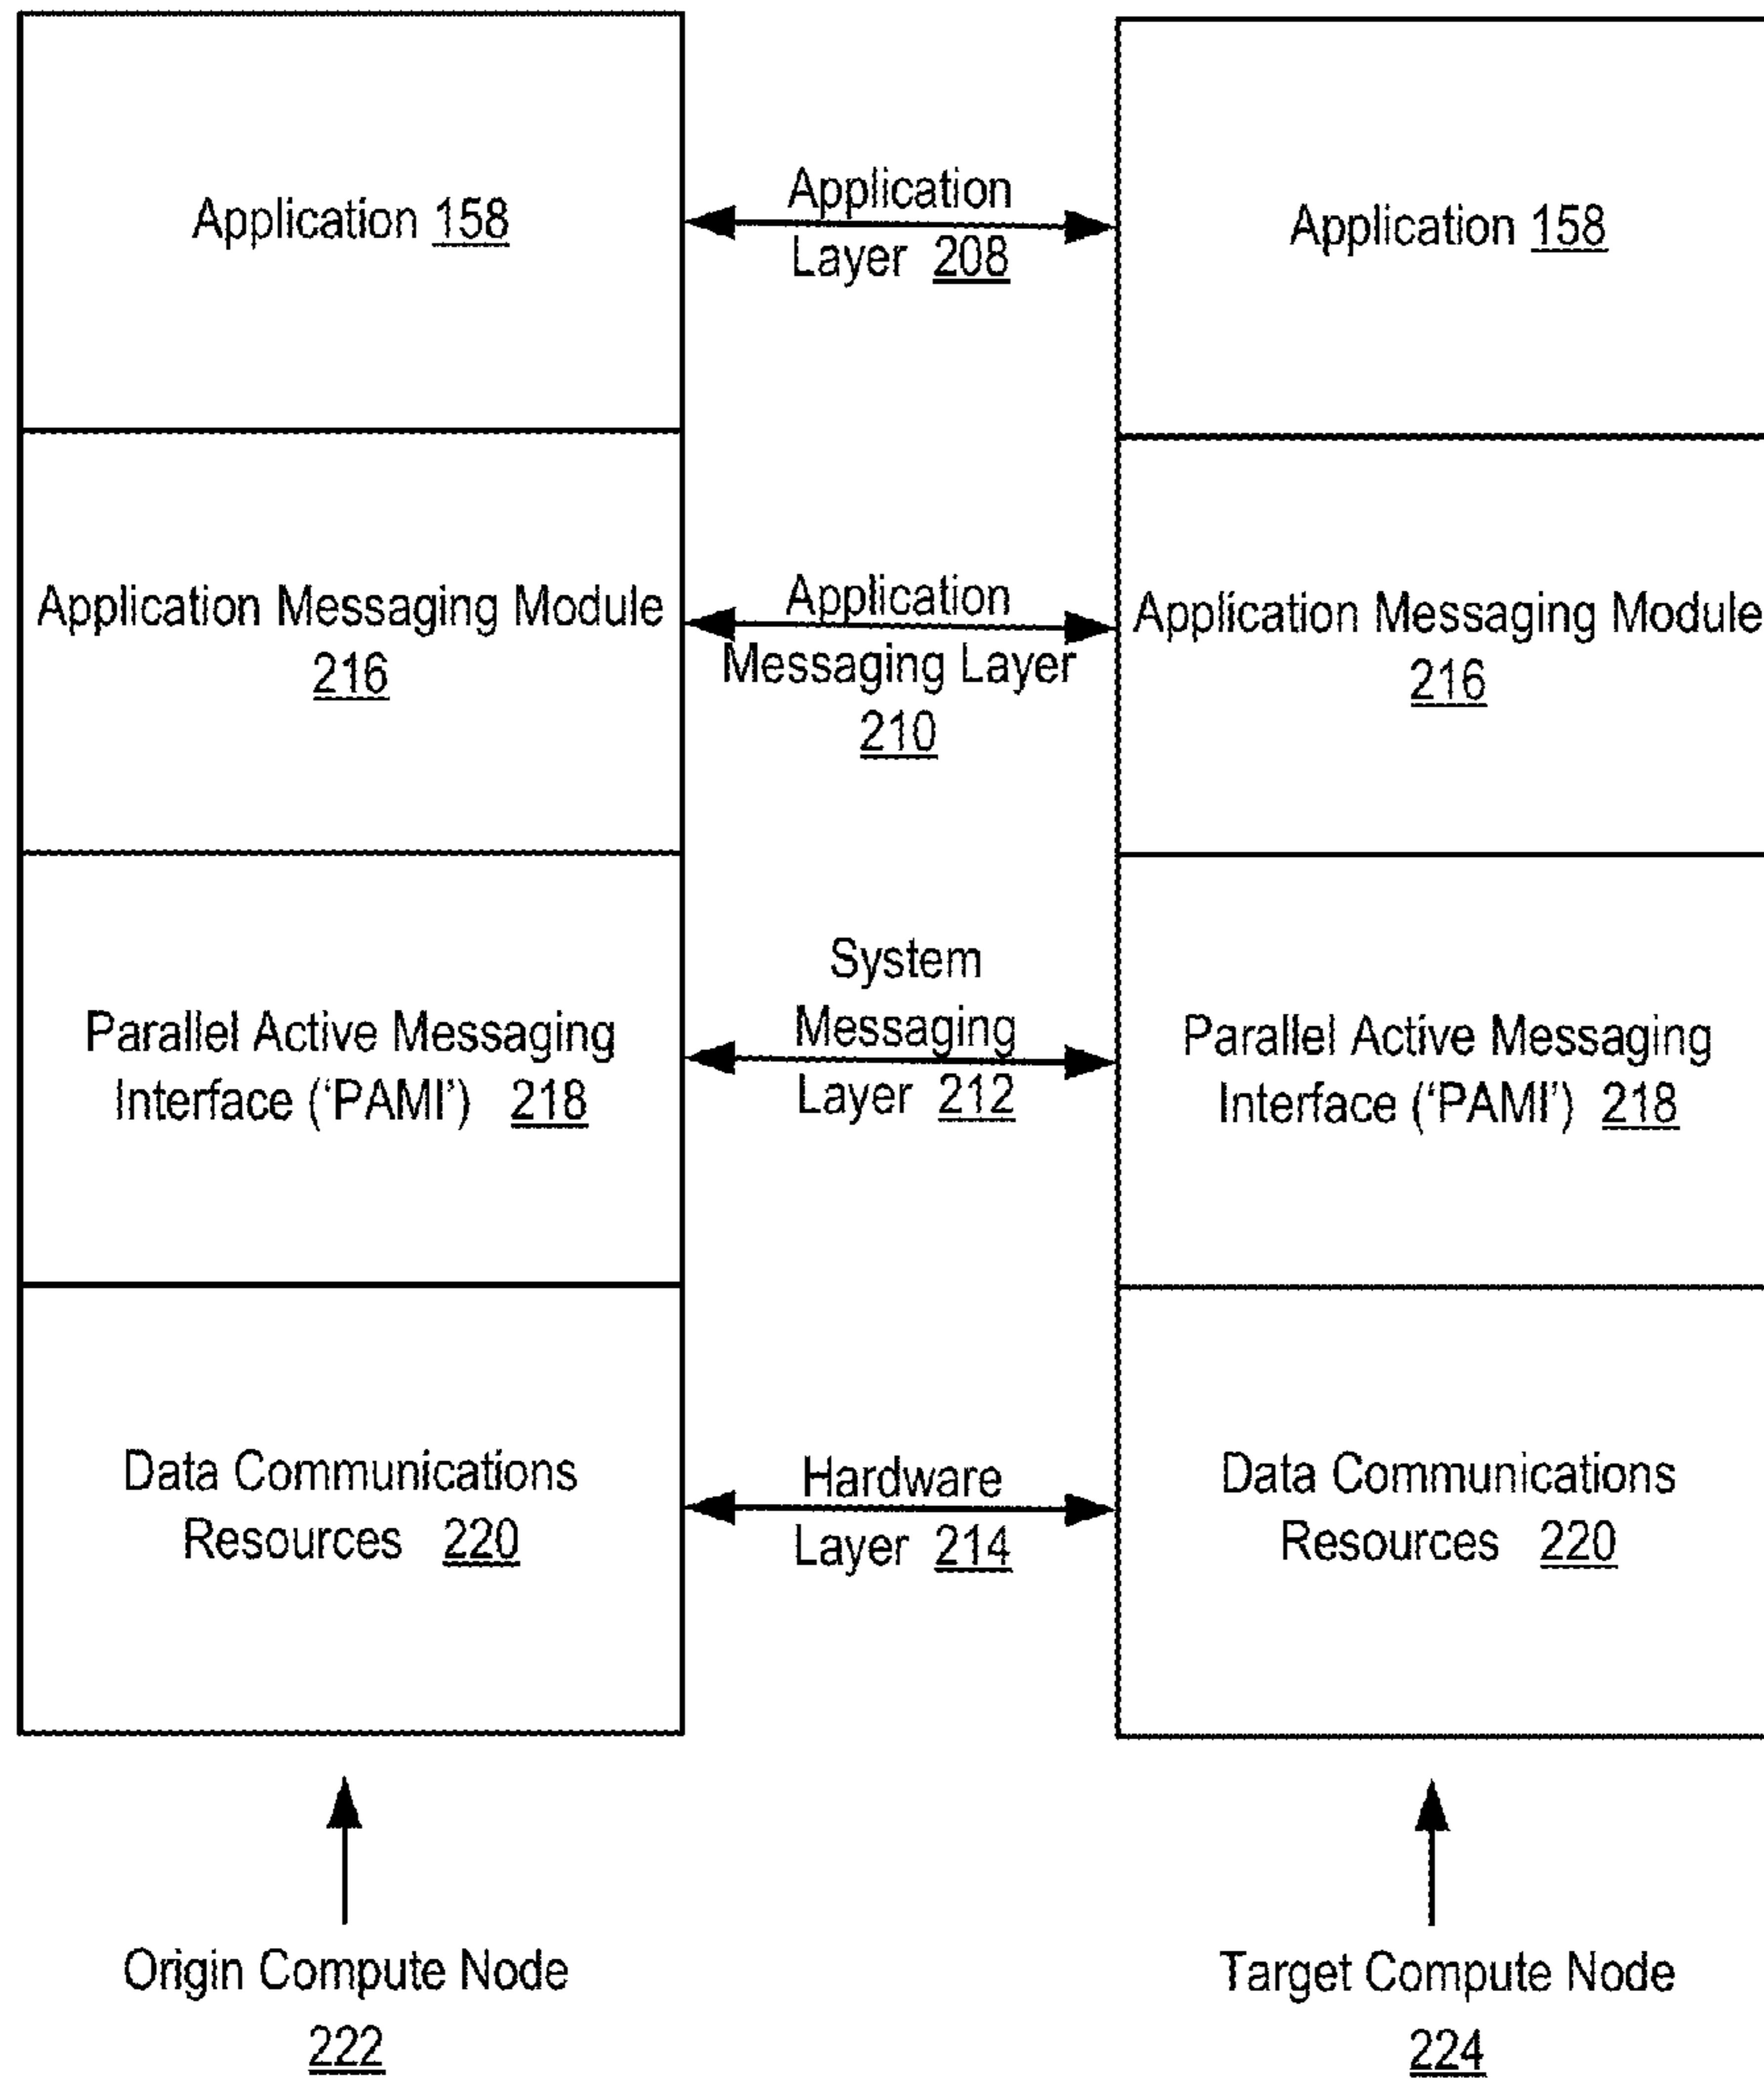 Application 158
Application
Layer 208
Application 158
Application Messaging Module
216
Application
Messaging Layer
210
Application Messaging Module
216
Parallel Active Messaging
Interface (‘PAMI’) 218
System
Messaging
Layer 212
Parallel Active Messaging
Interface (‘PAMI’) 218
Data Communications
Resources 220
Hardware
Layer 214
Data Communications
Resources 220
Origin Compute Node
222
Target Compute Node
224